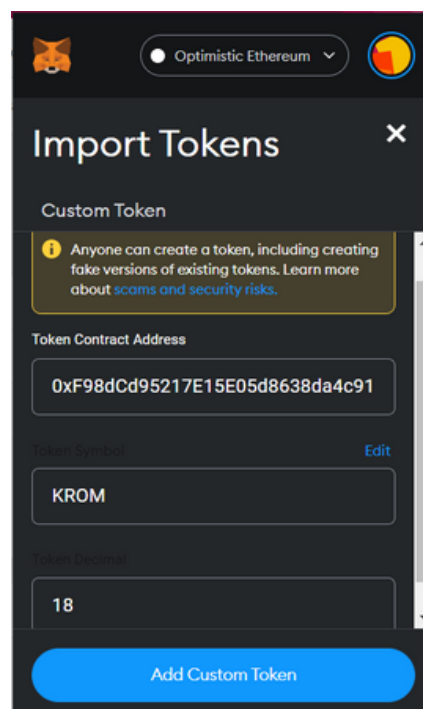 Optimistic Ethereum
Import Tokens
Custom Token
Anyone can create a token, including creating
fake versions of existing tokens. Learn more
about scams and security risks.
Token Contract Address
0xF98dCd95217E15E05d8638da4c91
Token Symbol
Edit
KROM
Token Decimal
18
Add Custom Token